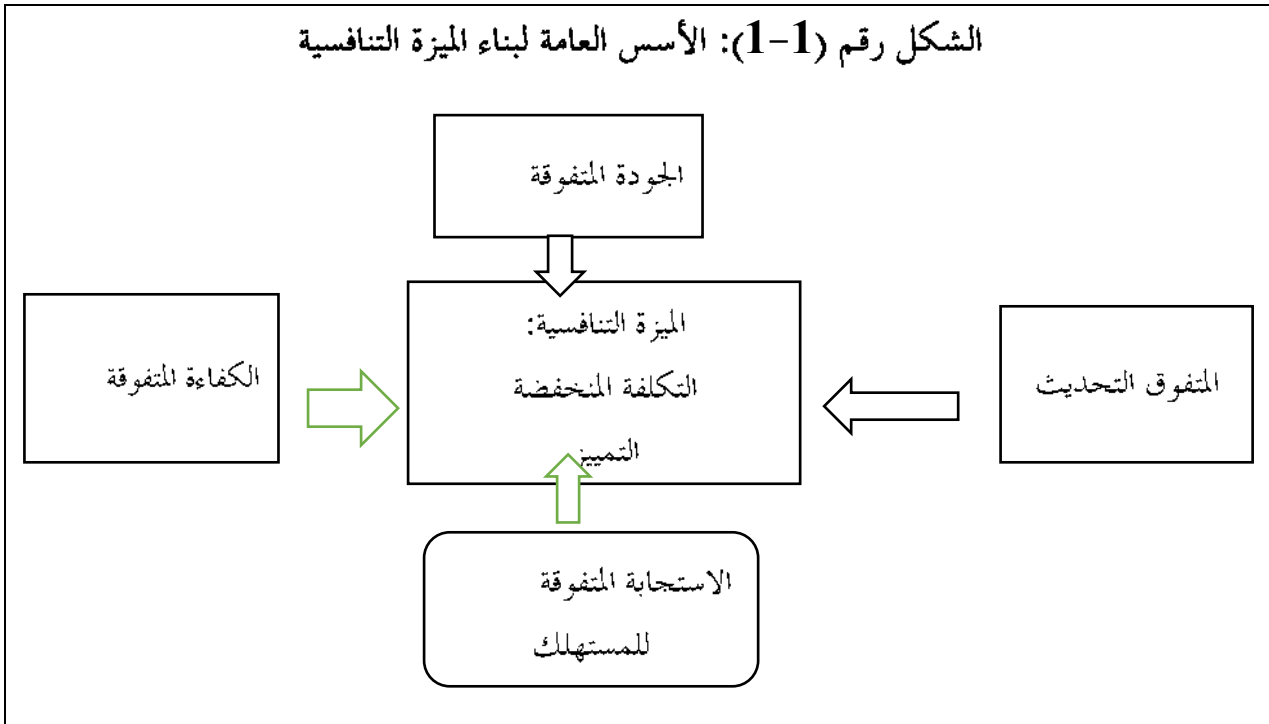 الشكل رقم (1-1): الأسس العامة لبناء الميزة التنافسية
الجودة المتفوقة
المتفوق التحديث
الميزة التنافسية:
التكلفة المنخفضة
التمييز
الكفاءة المتفوقة
الاستجابة المتفوقة
للمستهلك